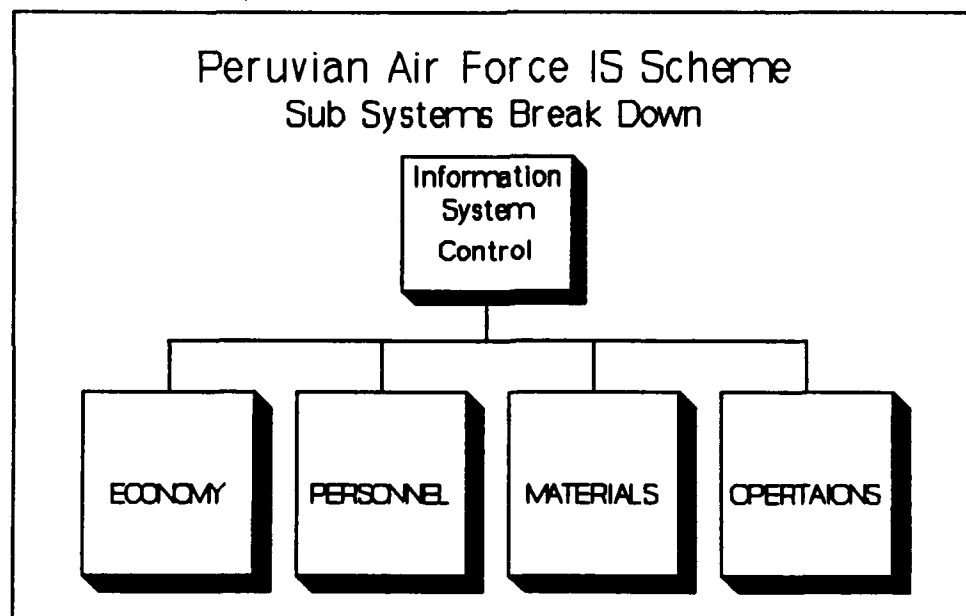 Peruvian Air Force IS Scheme
Sub Systems Break Down
Information
System
Control
ECONOMY
PERSONNEL
MATERIALS
OPERTAIONS